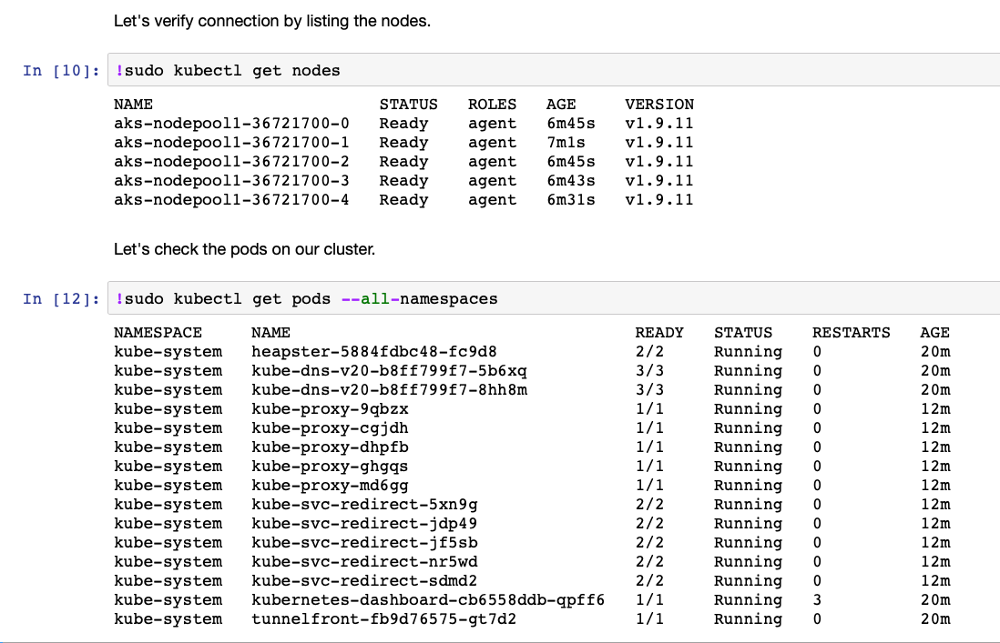 Let's verify connection by listing the nodes.
In [10]: !sudo kubectl get nodes
NAME STATUS ROLES AGE VERSION
aks-nodepool1-36721700-0 Ready agent 6m45s v1.9.11
aks-nodepool1-36721700-1 Ready agent 7m1s v1.9.11
aks-nodepool1-36721700-2 Ready agent 6m45s v1.9.11
aks-nodepool1-36721700-3 Ready agent 6m43s v1.9.11
aks-nodepool1-36721700-4 Ready agent 6m31s v1.9.11
Let's check the pods on our cluster.
In [12]: !sudo kubectl get pods --all-namespaces
NAMESPACE NAME READY STATUS RESTARTS AGE
kube-system heapster-5884fdbc48-fc9d8 2/2 Running 0 20m
kube-system kube-dns-v20-b8ff799f7-5b6xq 3/3 Running 0 20m
kube-system kube-dns-v20-b8ff799f7-8hh8m 3/3 Running 0 20m
kube-system kube-proxy-9qbzx 1/1 Running 0 12m
kube-system kube-proxy-cgjdh 1/1 Running 0 12m
kube-system kube-proxy-dhpfb 1/1 Running 0 12m
kube-system kube-proxy-ghgqs 1/1 Running 0 12m
kube-system kube-proxy-md6gg 1/1 Running 0 12m
kube-system kube-svc-redirect-5xn9g 2/2 Running 0 12m
kube-system kube-svc-redirect-jdp49 2/2 Running 0 12m
kube-system kube-svc-redirect-jf5sb 2/2 Running 0 12m
kube-system kube-svc-redirect-nr5wd 2/2 Running 0 12m
kube-system kube-svc-redirect-sdmd2 2/2 Running 0 12m
kube-system kubernetes-dashboard-cb6558ddb-qpff6 1/1 Running 3 20m
kube-system tunnelfront-fb9d76575-gt7d2 1/1 Running 0 20m